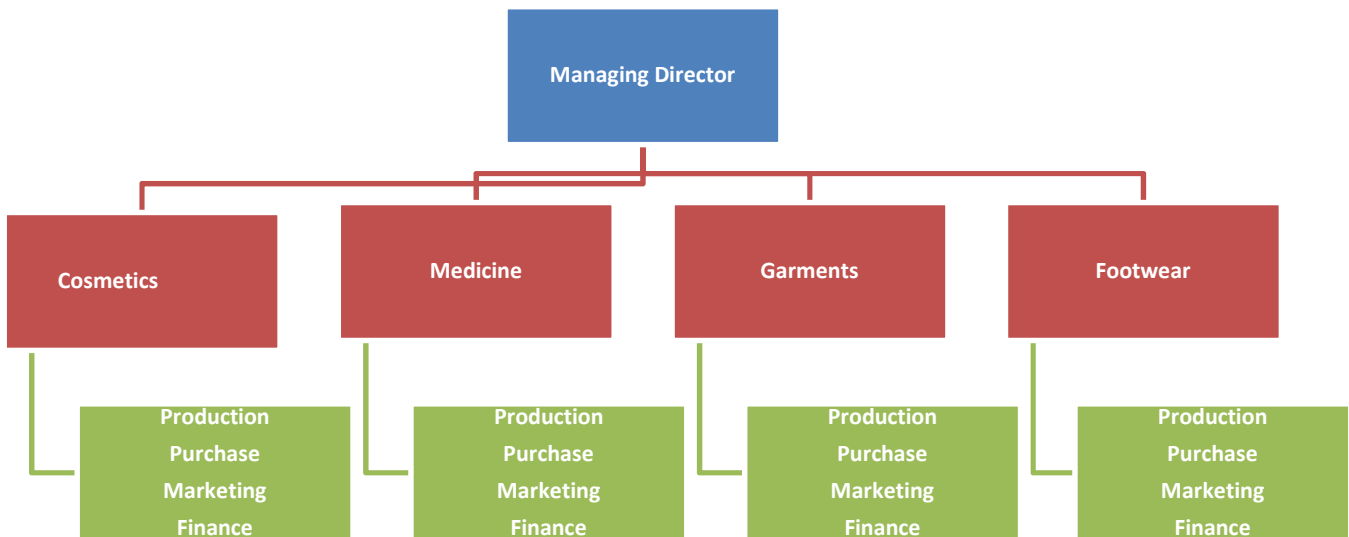 Managing Director
Cosmetics
Medicine
Garments
Footwear
Production
Purchase
Marketing
Finance
Production
Purchase
Marketing
Finance
Production
Purchase
Marketing
Finance
Production
Purchase
Marketing
Finance